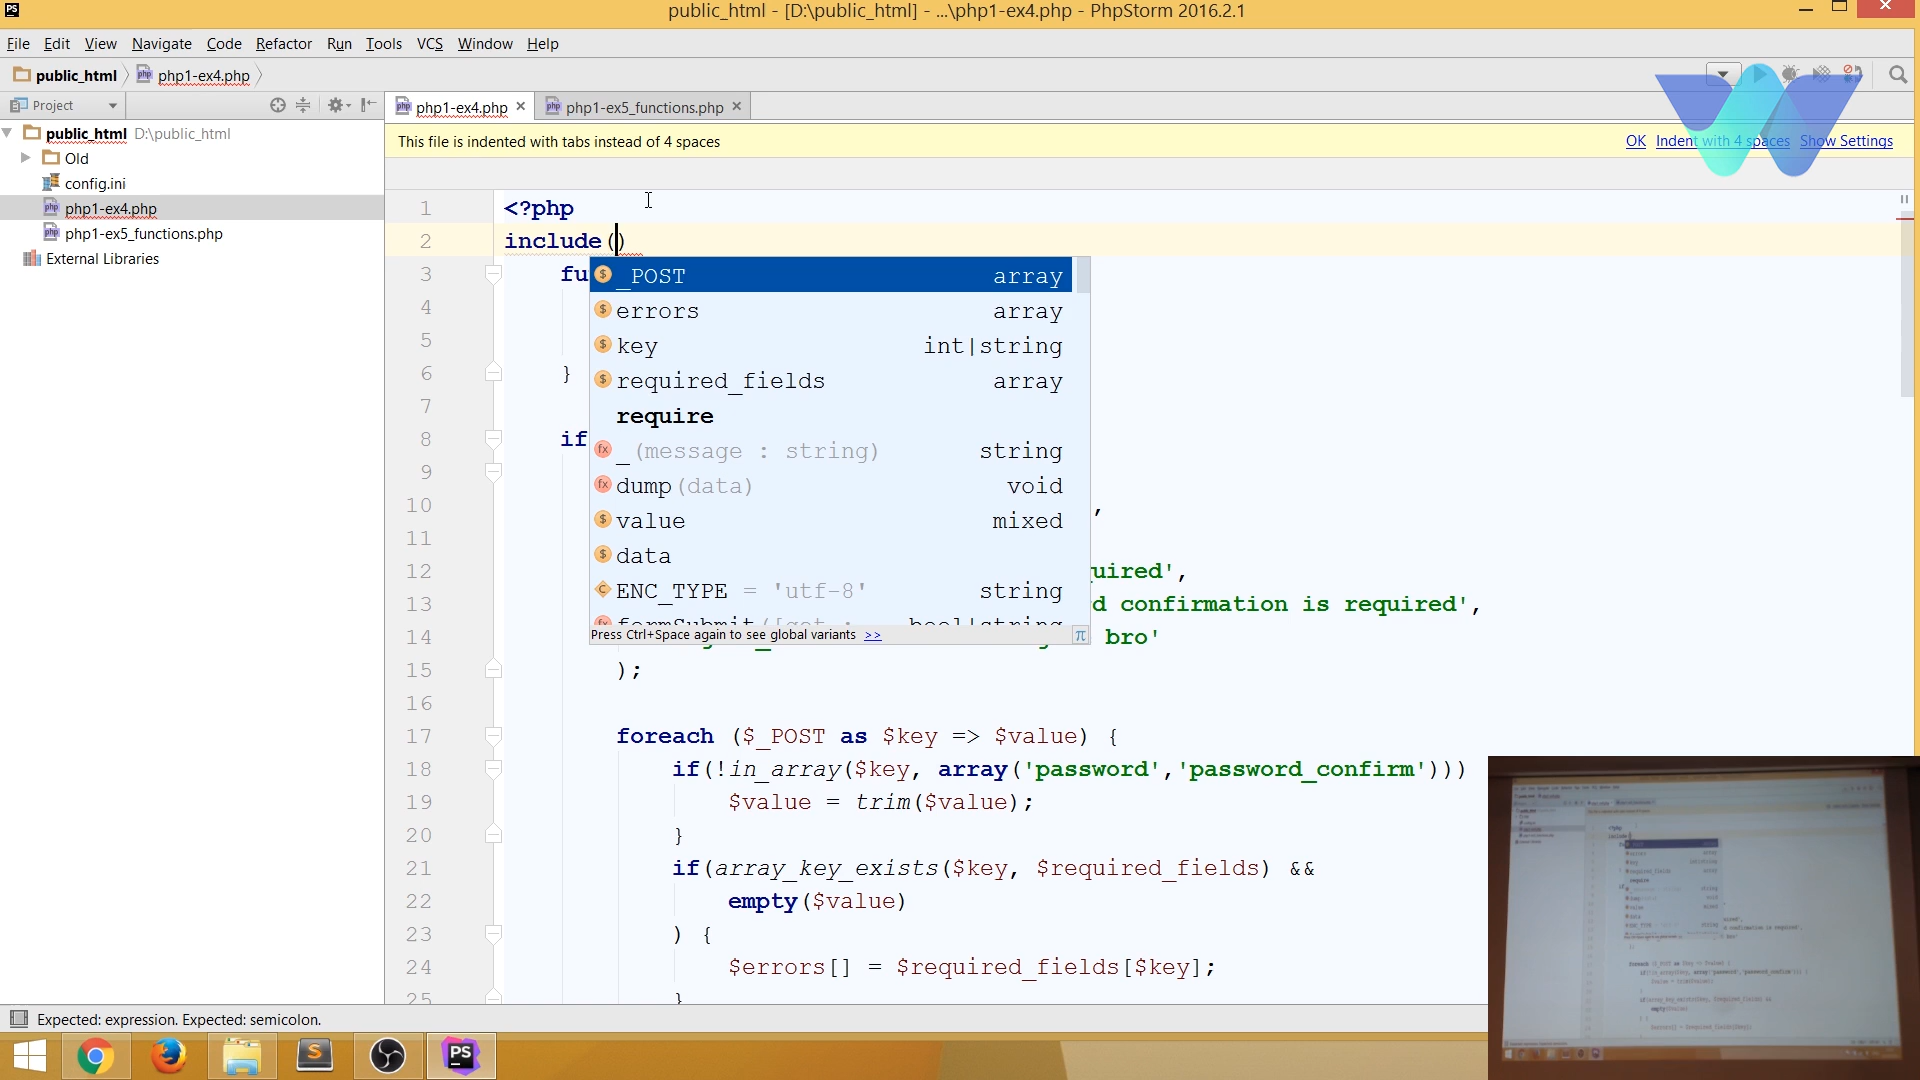 PS
public_html - [D:\public_html] - ...\php1-ex4.php - PhpStorm 2016.2.1
File Edit View Navigate Code Refactor Run Tools VCS Window Help
public_html php php1-ex4.php
Project
php php1-ex4.php php php1-ex5_functions.php
public_html D:\public_html
This file is indented with tabs instead of 4 spaces
OK Indent with 4 spaces Show Settings
Old
config.ini
php php1-ex4.php
php php1-ex5_functions.php
External Libraries
1 <?php
2 include()
3 fu
4
5
6 }
7
8 if
9
10 ,
11
12 quired',
13 d confirmation is required',
14 bro'
15 );
16
17 foreach ($_POST as $key => $value) {
18 if(!in_array($key, array('password','password_confirm')))
19 $value = trim($value);
20 }
21 if(array_key_exists($key, $required_fields) &&
22 empty($value)
23 ) {
24 $errors[] = $required_fields[$key];
25 }
_POST array
errors array
key int|string
required_fields array
require
_(message : string) string
dump(data) void
value mixed
data
ENC_TYPE = 'utf-8' string
Press Ctrl+Space again to see global variants >> π
Expected: expression. Expected: semicolon.
S
PS